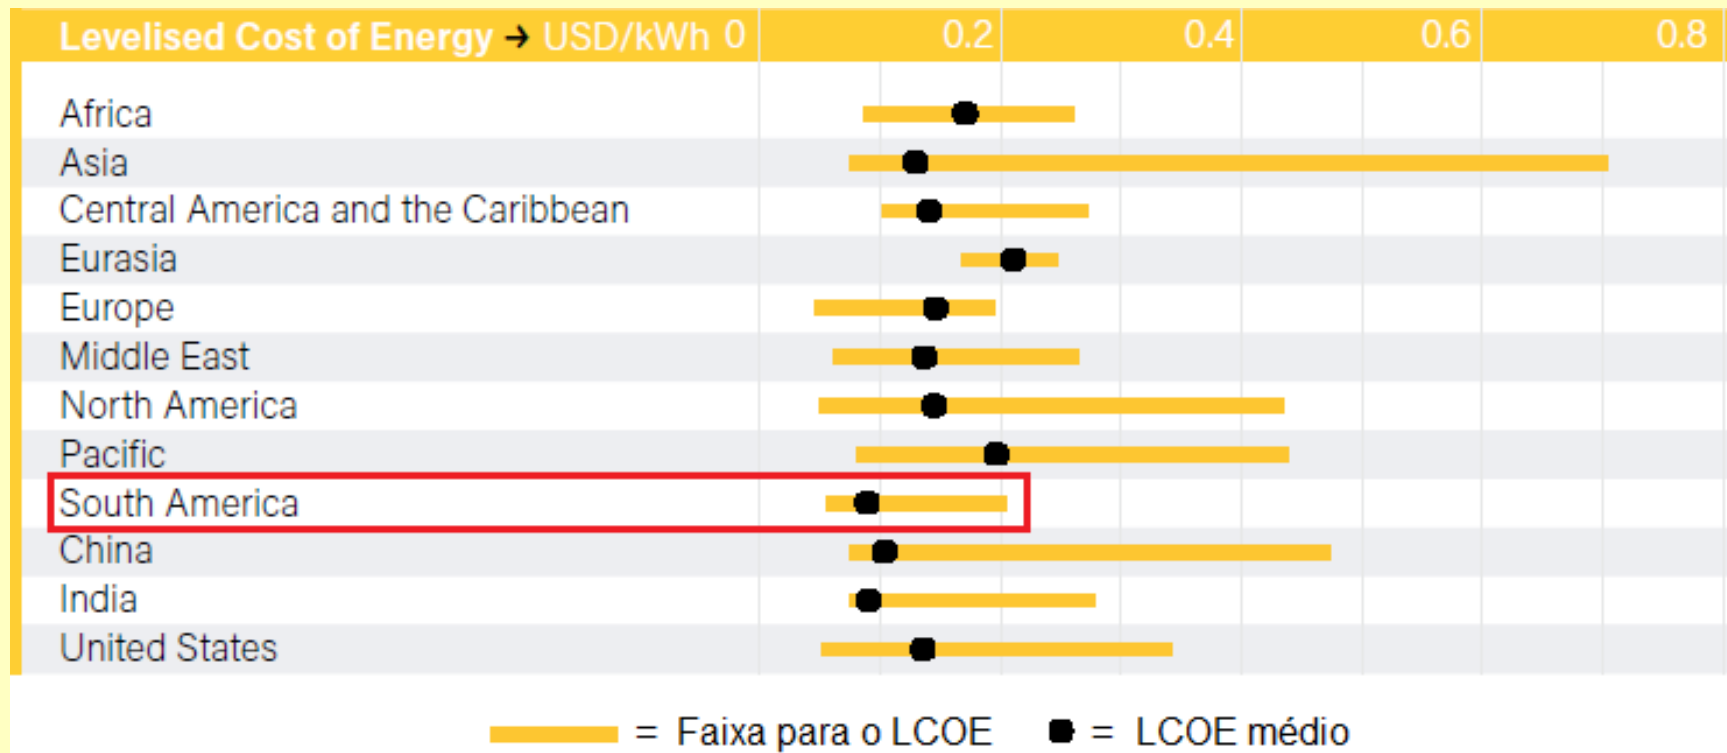 Levelised Cost of Energy → USD/kWh 0 0.2 0.4 0.6 0.8
Africa
Asia
Central America and the Caribbean
Eurasia
Europe
Middle East
North America
Pacific
South America
China
India
United States
= Faixa para o LCOE = LCOE médio